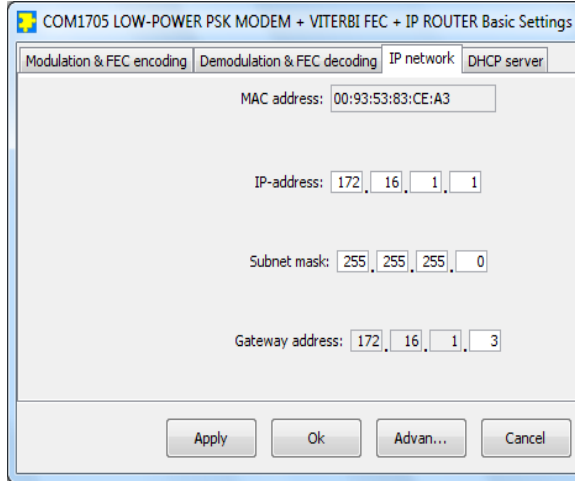 COM1705 LOW-POWER PSK MODEM + VITERBI FEC + IP ROUTER Basic Settings
Modulation & FEC encoding Demodulation & FEC decoding IP network DHCP server
MAC address: 00:93:53:83:CE:A3
IP-address: 172 . 16 . 1 . 1
Subnet mask: 255 . 255 . 255 . 0
Gateway address: 172 . 16 . 1 . 3
Apply Ok Advan... Cancel